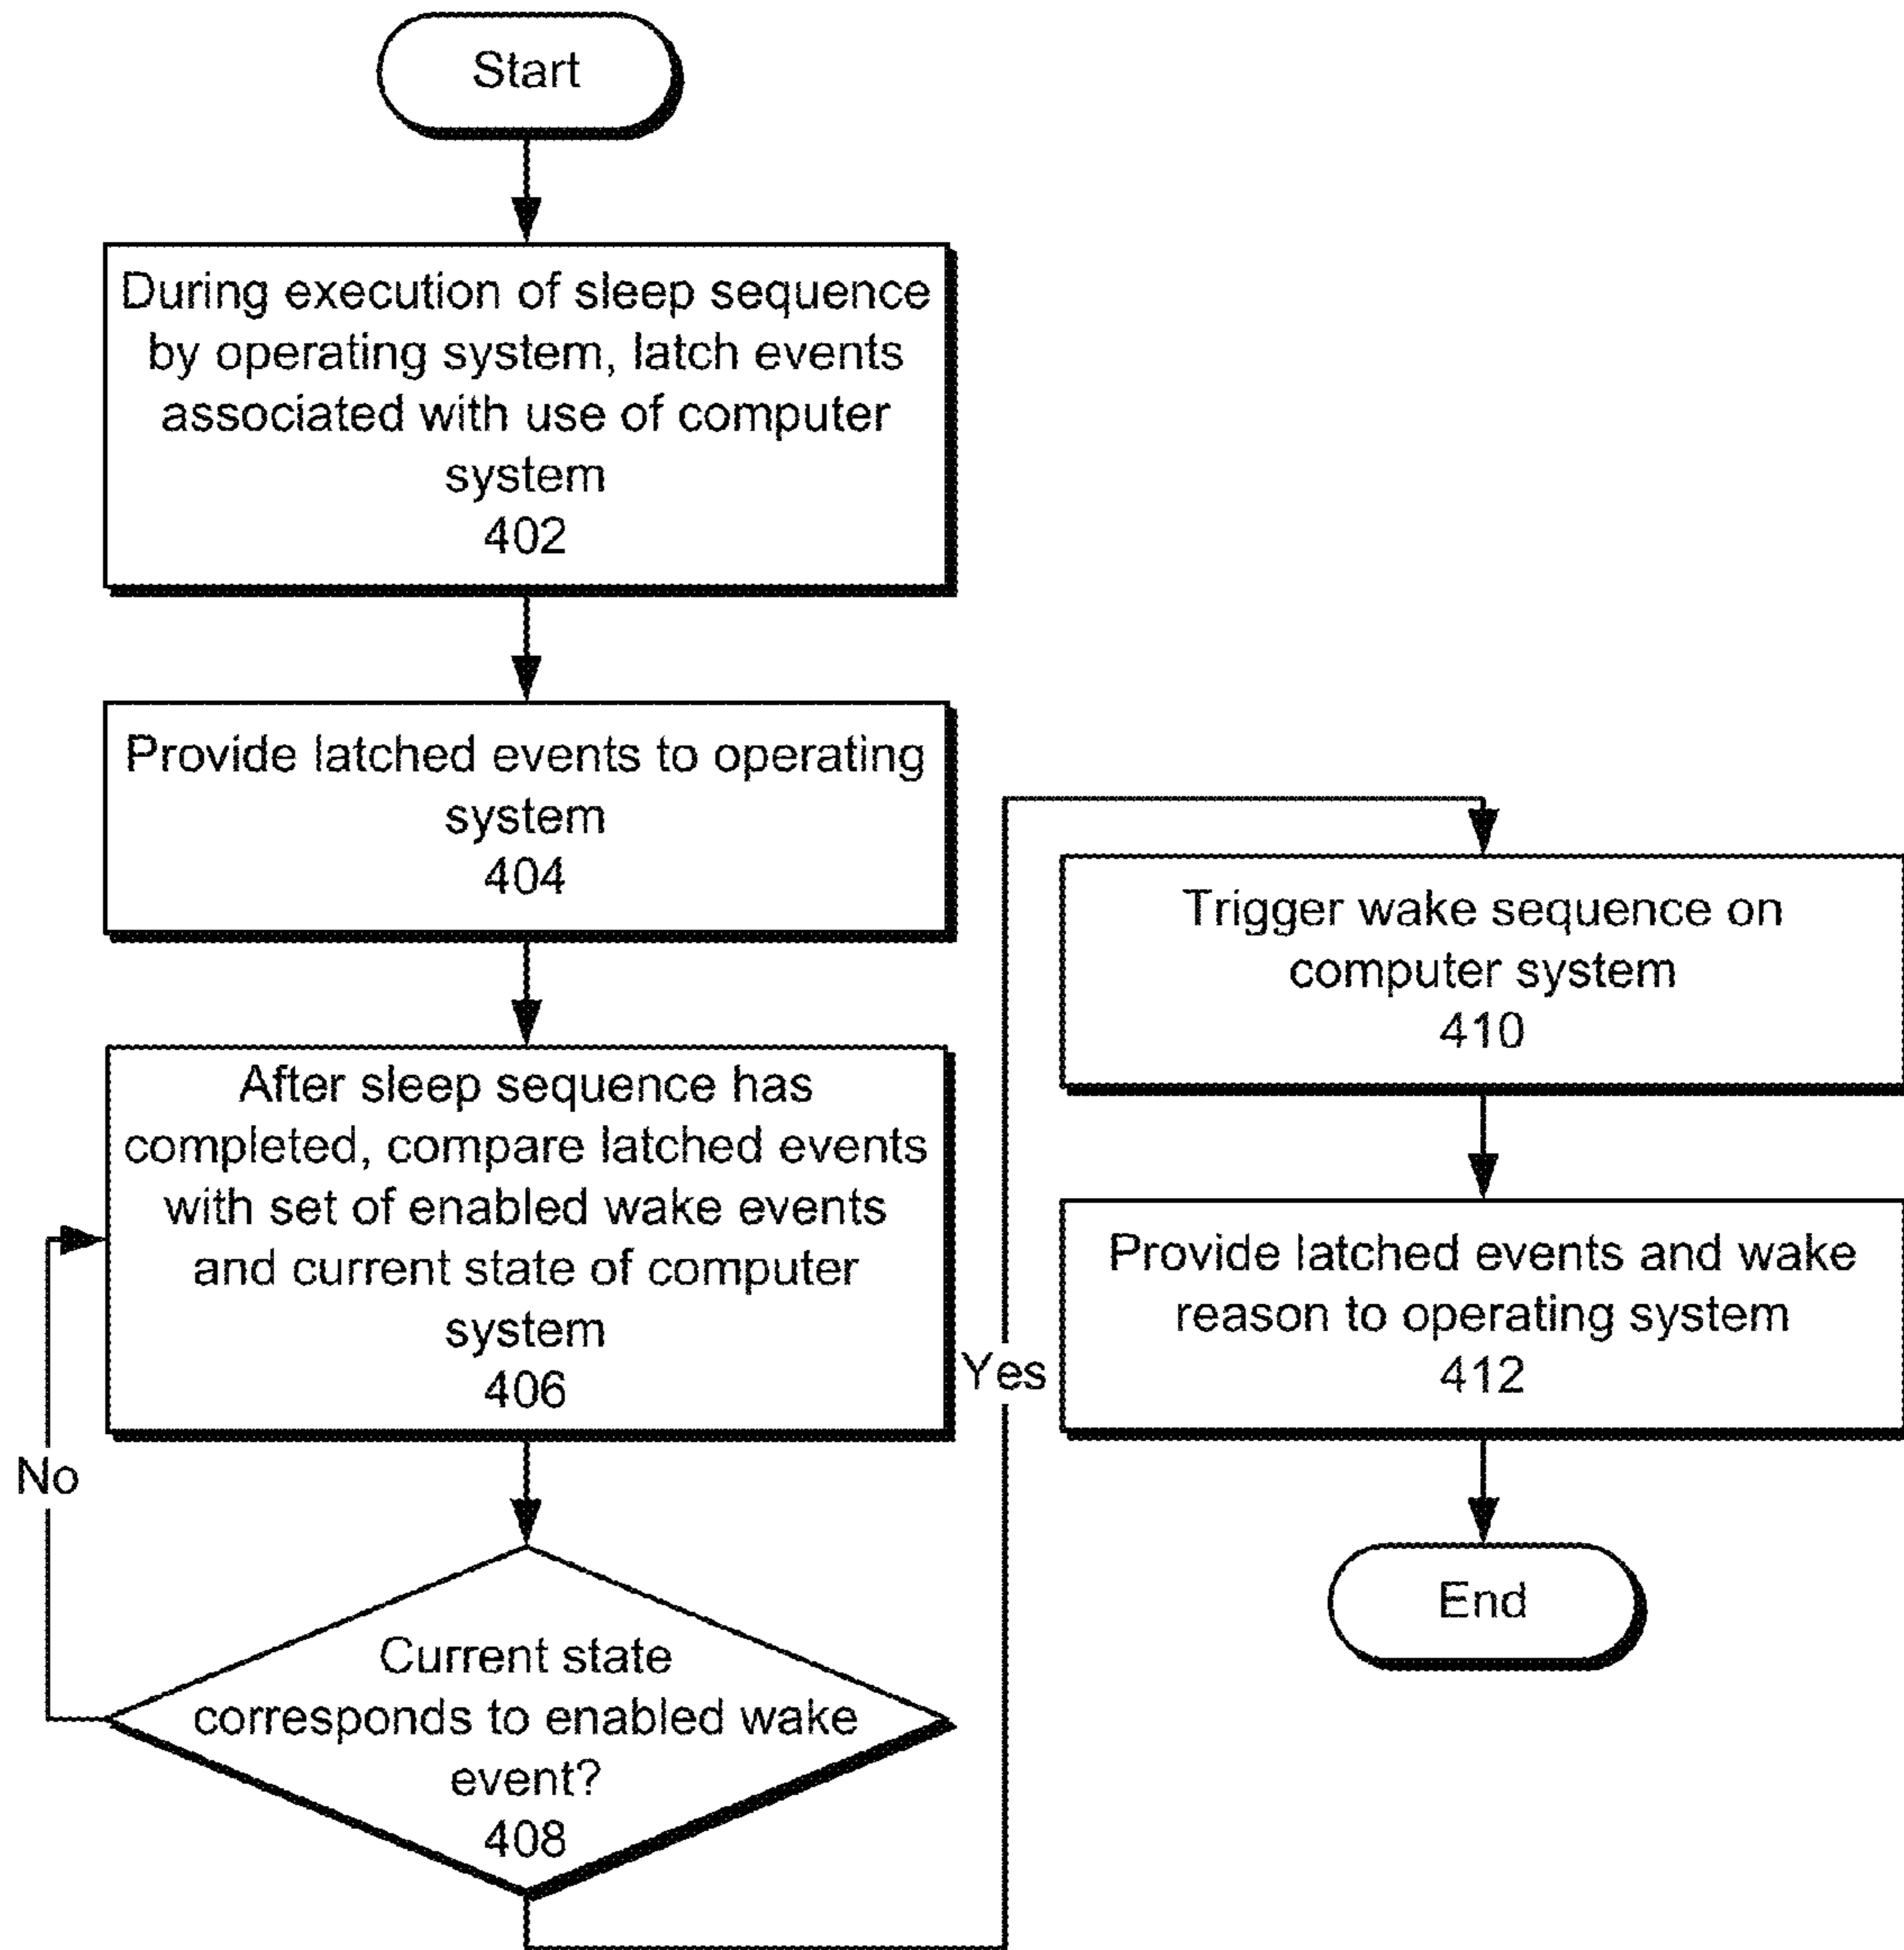 Start
During execution of sleep sequence
by operating system, latch events
associated with use of computer
system
402
Provide latched events to operating
system
404
After sleep sequence has
completed, compare latched events
with set of enabled wake events
and current state of computer
system
406
No
Current state
corresponds to enabled wake
event?
408
Yes
Trigger wake sequence on
computer system
410
Provide latched events and wake
reason to operating system
412
End